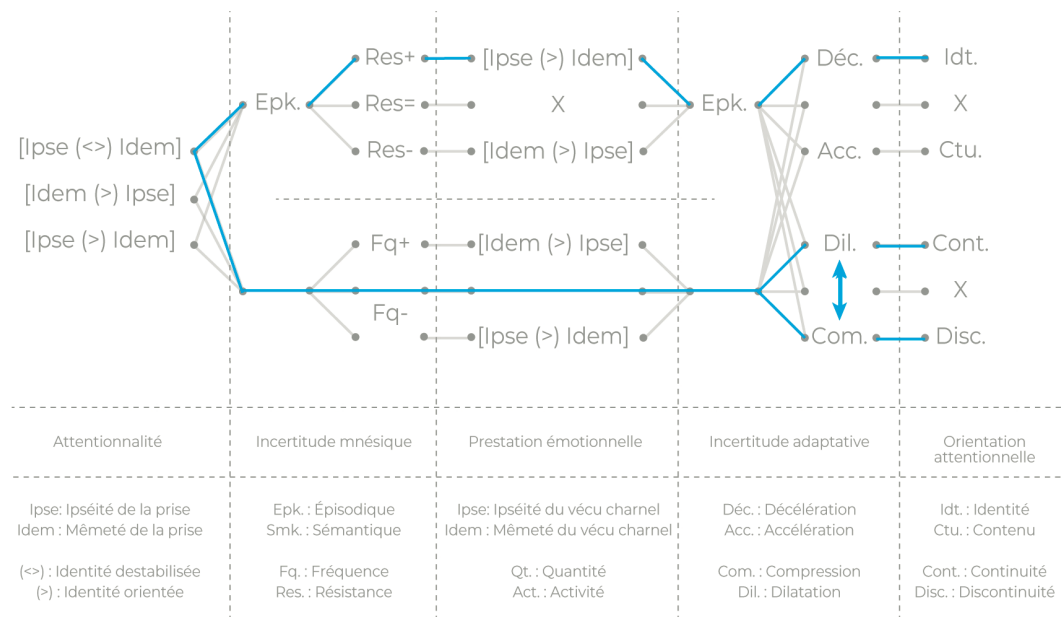 Res+ [Ipse (>) Idem] Déc. Idt.
Epk. Res= X Epk. X
[Ipse (<>) Idem] Res- [Idem (>) Ipse] Acc. Ctu.
[Idem (>) Ipse]
[Ipse (>) Idem] Fq+ [Idem (>) Ipse] Dil. Cont.
X
Fq-
[Ipse (>) Idem] Com. Disc.
Attentionnalité
Incertitude mnésique
Prestation émotionnelle
Incertitude adaptative
Orientation
attentionnelle
Ipse: Ipséité de la prise
Idem : Mêmeté de la prise
(<>) : Identité destabilisée
(>) : Identité orientée
Epk. : Épisodique
Smk. : Sémantique
Fq. : Fréquence
Res. : Résistance
Ipse: Ipséité du vécu charnel
Idem : Mêmeté du vécu charnel
Qt. : Quantité
Act. : Activité
Déc. : Décélération
Acc. : Accélération
Com. : Compression
Dil. : Dilatation
Idt. : Identité
Ctu. : Contenu
Cont. : Continuité
Disc. : Discontinuité